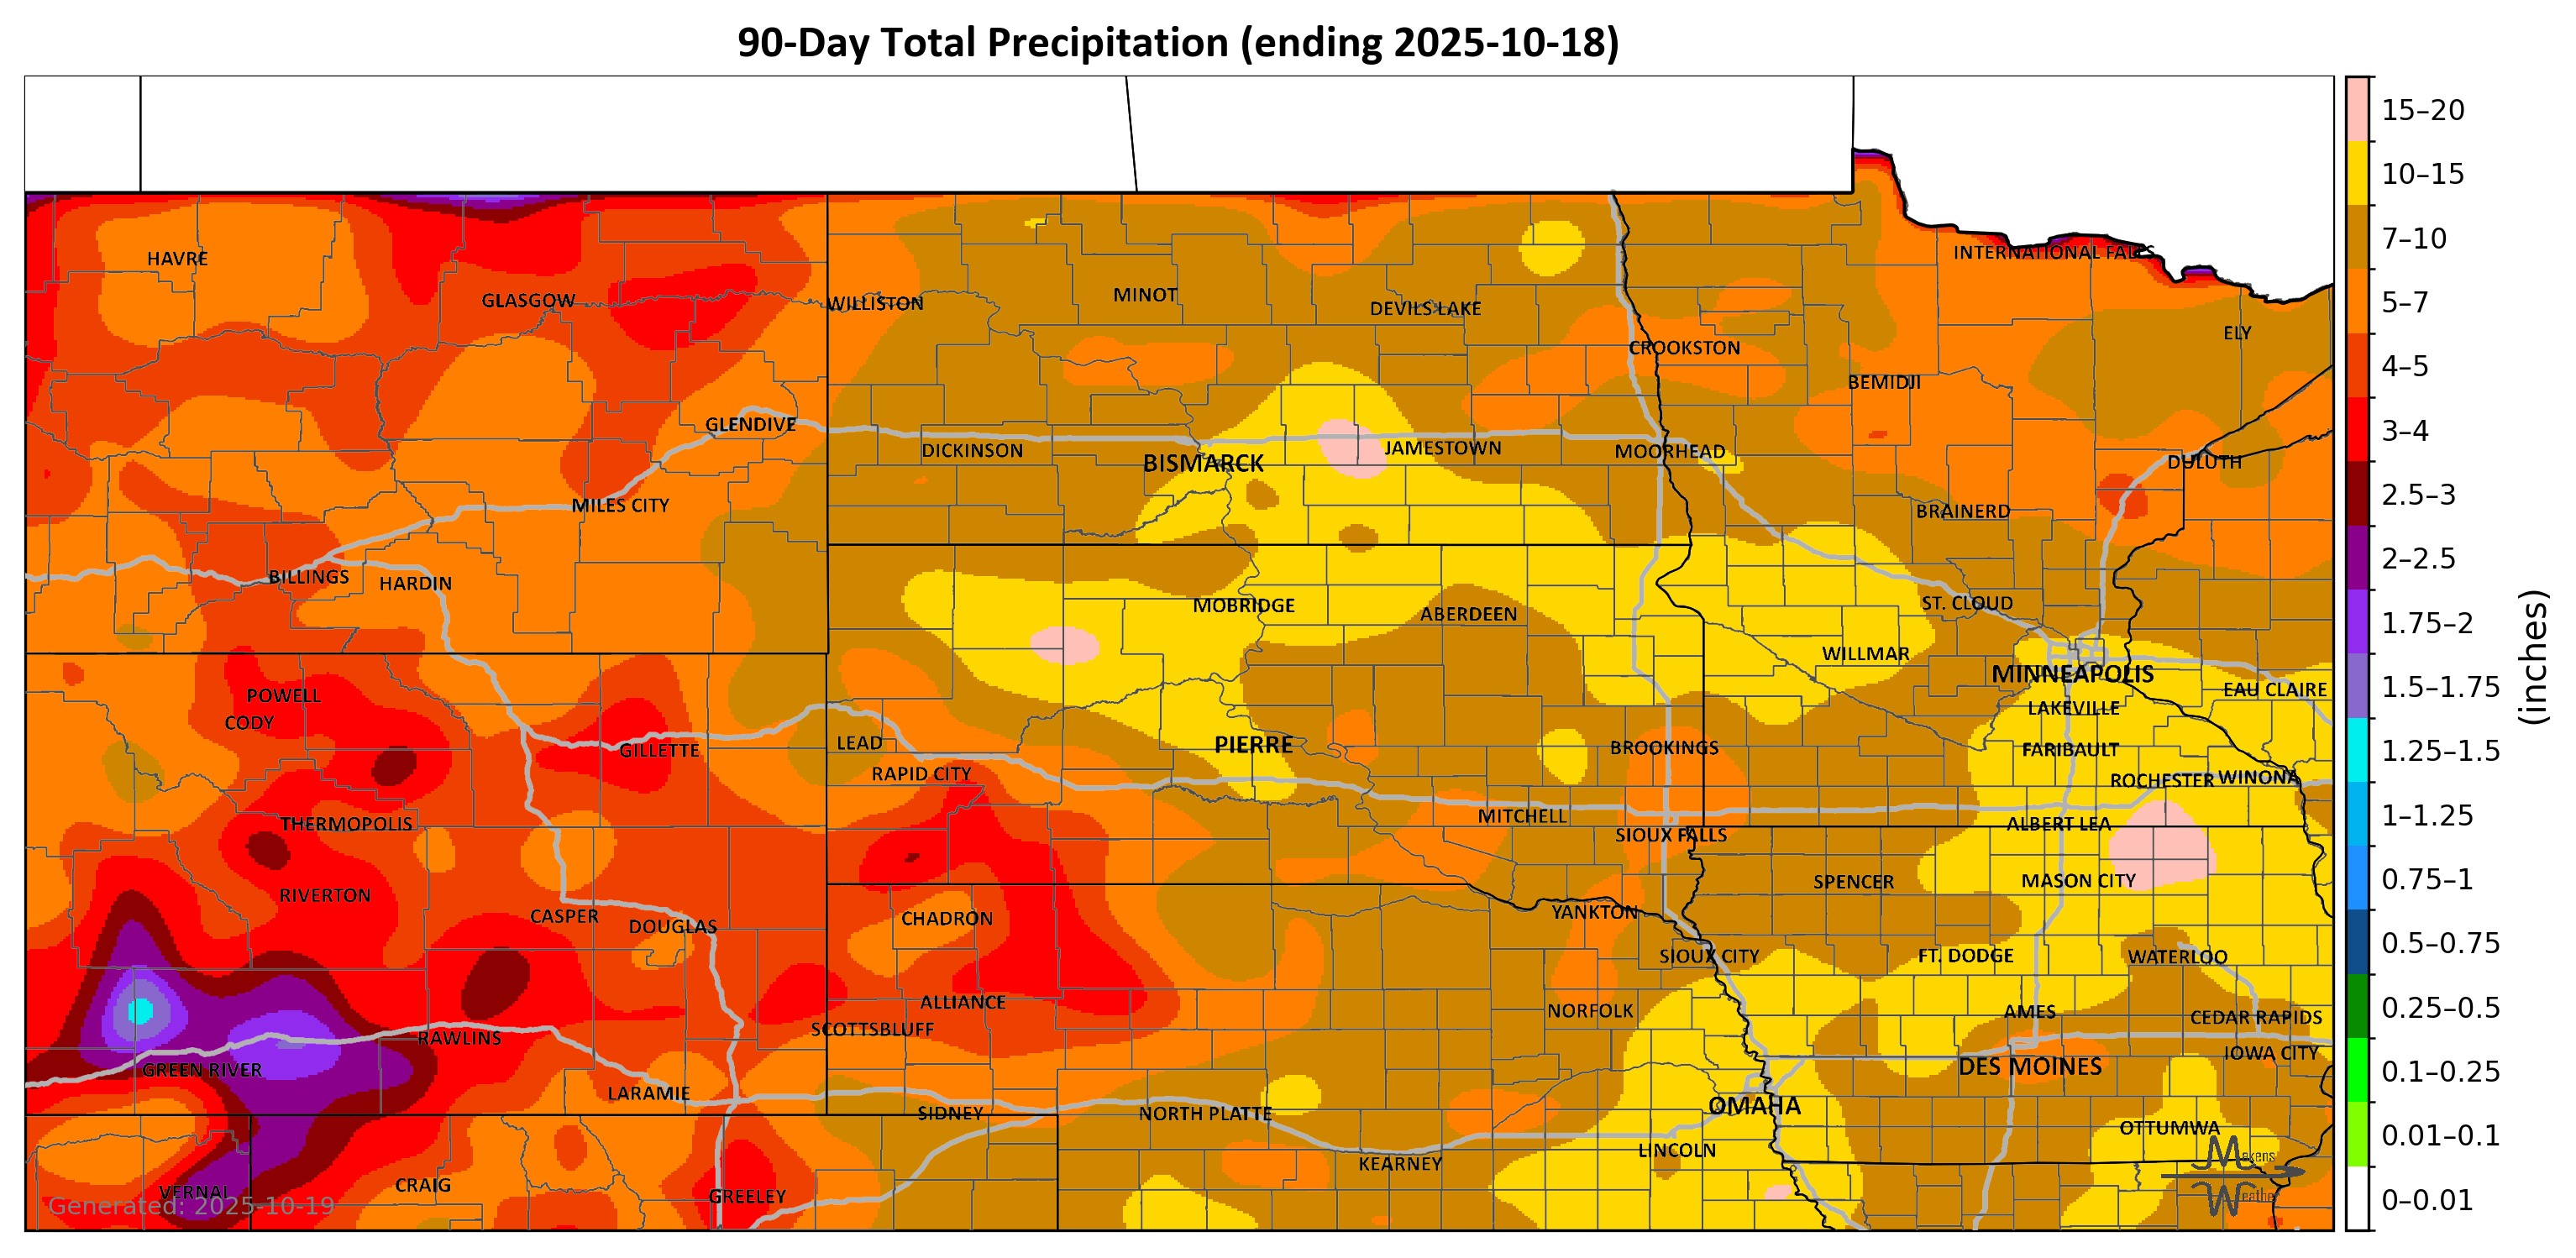 90-Day Total Precipitation (ending 2025-10-18)
INTERNATIONAL FALLS
HAVRE
GLASGOW
WILLISTON
MINOT
DEVILS LAKE
ELY
CROOKSTON
BEMIDJI
GLENDIVE
DICKINSON
BISMARCK
JAMESTOWN
MOORHEAD
DULUTH
MILES CITY
BRAINERD
BILLINGS
HARDIN
MOBRIDGE
ABERDEEN
ST. CLOUD
WILLMAR
MINNEAPOLIS
EAU CLAIRE
POWELL
CODY
LAKEVILLE
GILLETTE
LEAD
PIERRE
BROOKINGS
FARIBAULT
RAPID CITY
ROCHESTER
WINONA
THERMOPOLIS
MITCHELL
SIOUX FALLS
ALBERT LEA
RIVERTON
SPENCER
MASON CITY
CASPER
DOUGLAS
CHADRON
YANKTON
SIOUX CITY
FT. DODGE
WATERLOO
ALLIANCE
NORFOLK
AMES
CEDAR RAPIDS
SCOTTSBLUFF
RAWLINS
IOWA CITY
GREEN RIVER
DES MOINES
LARAMIE
SIDNEY
NORTH PLATTE
OMAHA
OTTUMWA
LINCOLN
KEARNEY
VERNAL
CRAIG
GREELEY
Generated: 2025-10-19
Makens
Weather
15–20
10–15
7–10
5–7
4–5
3–4
2.5–3
2–2.5
1.75–2
1.5–1.75
1.25–1.5
1–1.25
0.75–1
0.5–0.75
0.25–0.5
0.1–0.25
0.01–0.1
0–0.01
(inches)